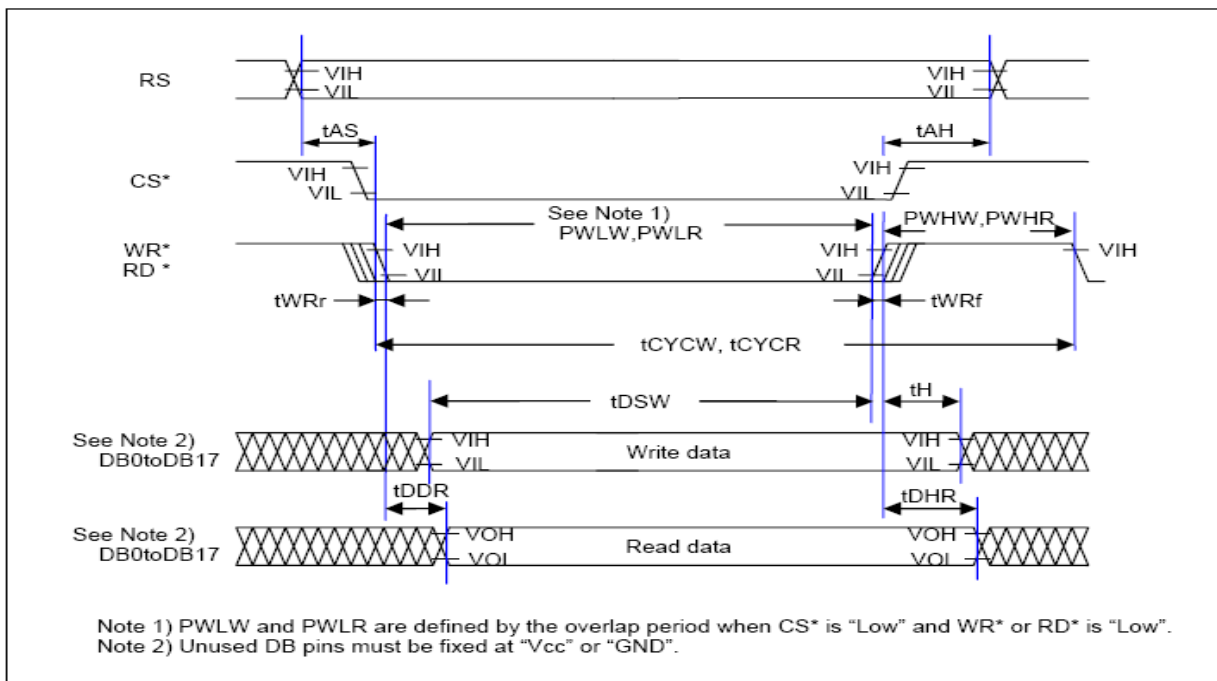 RS
VIH
VIL
VIH
VIL
tAS
tAH
CS*
VIH
VIL
VIH
VIL
See Note 1)
PWLW,PWLR
PWHW,PWHR
WR*
RD *
VIH
VIL
VIH
VIL
VIH
tWRr
tWRf
tCYCW, tCYCR
tDSW
tH
See Note 2)
DB0toDB17
VIH
VIL
Write data
VIH
VIL
tDDR
tDHR
See Note 2)
DB0toDB17
VOH
VOL
Read data
VOH
VOL
Note 1) PWLW and PWLR are defined by the overlap period when CS* is “Low” and WR* or RD* is “Low”.
Note 2) Unused DB pins must be fixed at “Vcc” or “GND”.